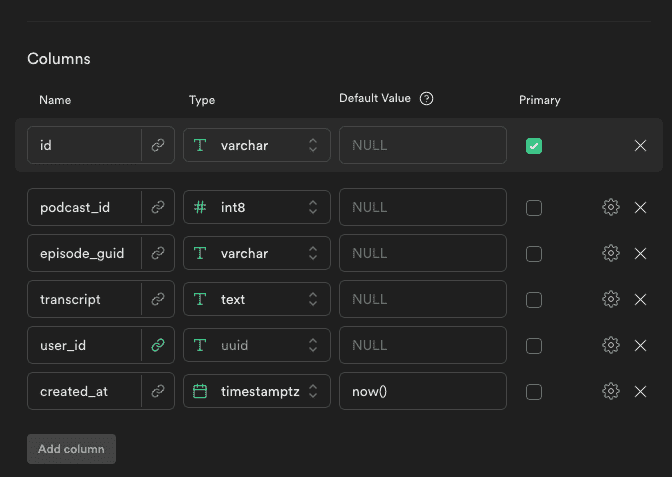 Columns
Name Type Default Value ? Primary
id T varchar NULL
podcast_id # int8 NULL
episode_guid T varchar NULL
transcript T text NULL
user_id T uuid NULL
created_at timestamptz now()
Add column